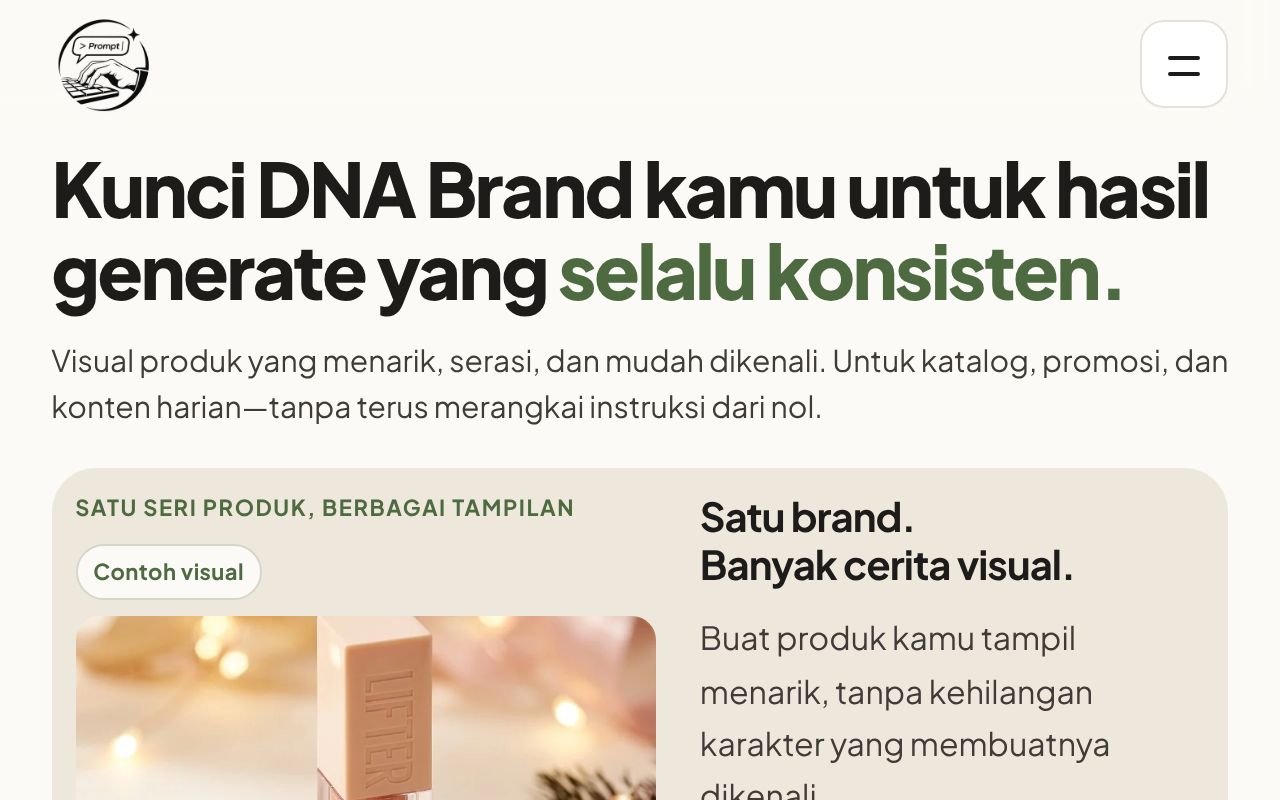 > Prompt |
Kunci DNA Brand kamu untuk hasil
generate yang selalu konsisten.
Visual produk yang menarik, serasi, dan mudah dikenali. Untuk katalog, promosi, dan
konten harian—tanpa terus merangkai instruksi dari nol.
SATU SERI PRODUK, BERBAGAI TAMPILAN
Contoh visual
LIFTER
Satu brand.
Banyak cerita visual.
Buat produk kamu tampil
menarik, tanpa kehilangan
karakter yang membuatnya
dikenali.